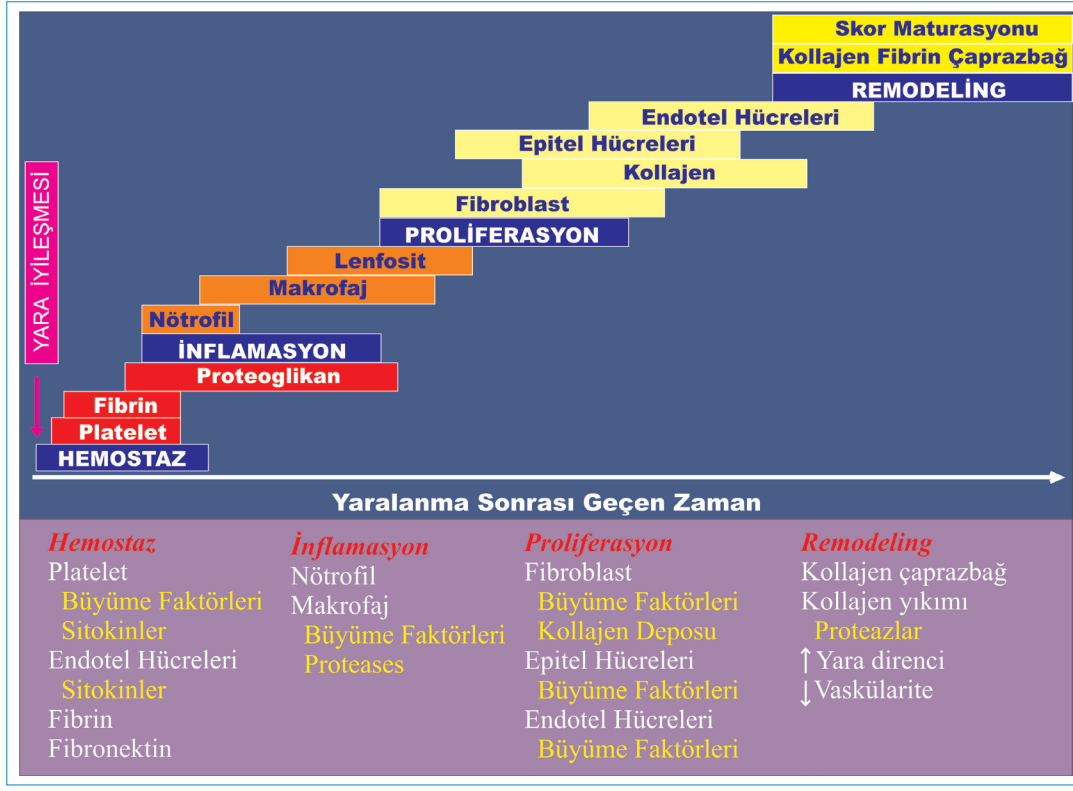 Skor Maturasyonu
Kollajen Fibrin Çaprazbağ
REMODELİNG
Endotel Hücreleri
Epitel Hücreleri
Kollajen
Fibroblast
PROLİFERASYON
Lenfosit
Makrofaj
Nötrofil
İNFLAMASYON
Proteoglikan
Fibrin
Platelet
HEMOSTAZ
YARA İYİLEŞMESİ
Yaralanma Sonrası Geçen Zaman
Hemostaz
Platelet
Büyüme Faktörleri
Sitokinler
Endotel Hücreleri
Sitokinler
Fibrin
Fibronektin
İnflamasyon
Nötrofil
Makrofaj
Büyüme Faktörleri
Proteases
Proliferasyon
Fibroblast
Büyüme Faktörleri
Kollajen Deposu
Epitel Hücreleri
Büyüme Faktörleri
Endotel Hücreleri
Büyüme Faktörleri
Remodeling
Kollajen çaprazbağ
Kollajen yıkımı
Proteazlar
↑Yara direnci
↓Vaskülarite